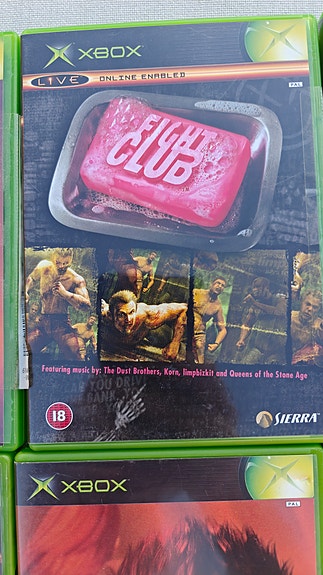 XBOX
LIVE ONLINE ENABLED
PAL
FIGHT
CLUB
Featuring music by: The Dust Brothers, Korn, limpbizkit and Queens of the Stone Age
18
SIERRA
XBOX
PAL